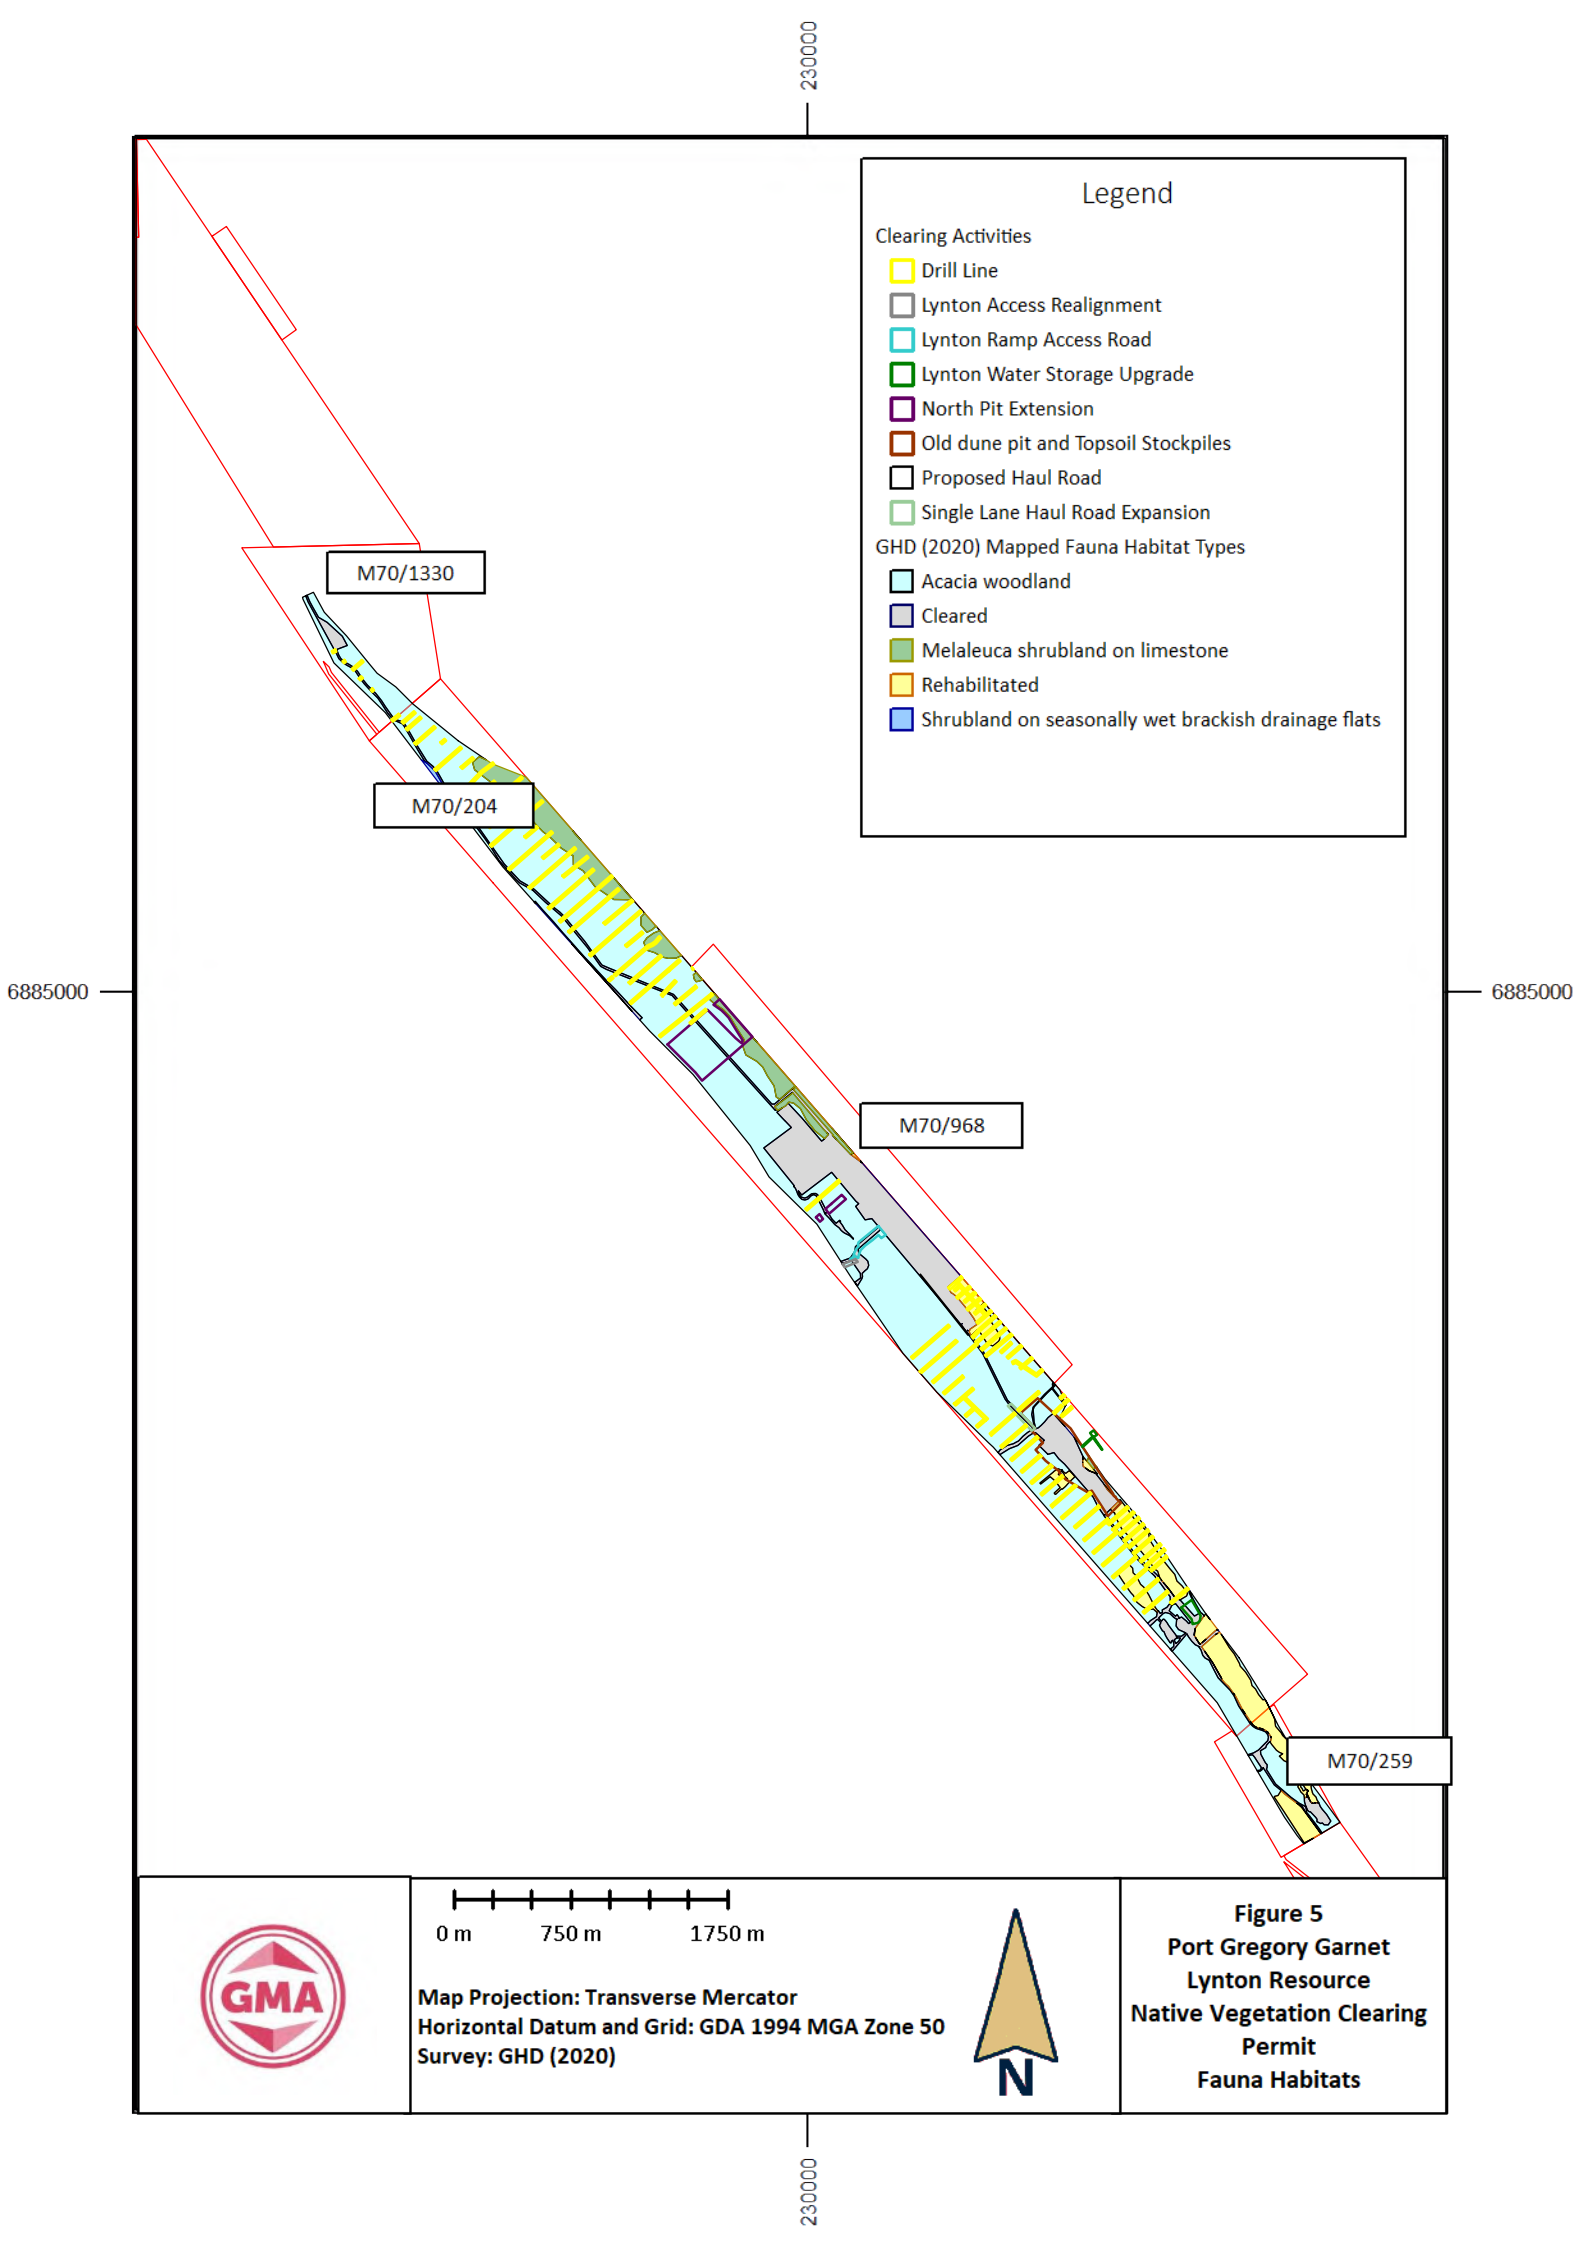 230000
Legend
Clearing Activities
Drill Line
Lynton Access Realignment
Lynton Ramp Access Road
Lynton Water Storage Upgrade
North Pit Extension
Old dune pit and Topsoil Stockpiles
Proposed Haul Road
Single Lane Haul Road Expansion
GHD (2020) Mapped Fauna Habitat Types
Acacia woodland
Cleared
Melaleuca shrubland on limestone
Rehabilitated
Shrubland on seasonally wet brackish drainage flats
M70/1330
M70/204
6885000
6885000
M70/968
M70/259
GMA
0 m 750 m 1750 m
Map Projection: Transverse Mercator
Horizontal Datum and Grid: GDA 1994 MGA Zone 50
Survey: GHD (2020)
N
Figure 5
Port Gregory Garnet
Lynton Resource
Native Vegetation Clearing
Permit
Fauna Habitats
230000